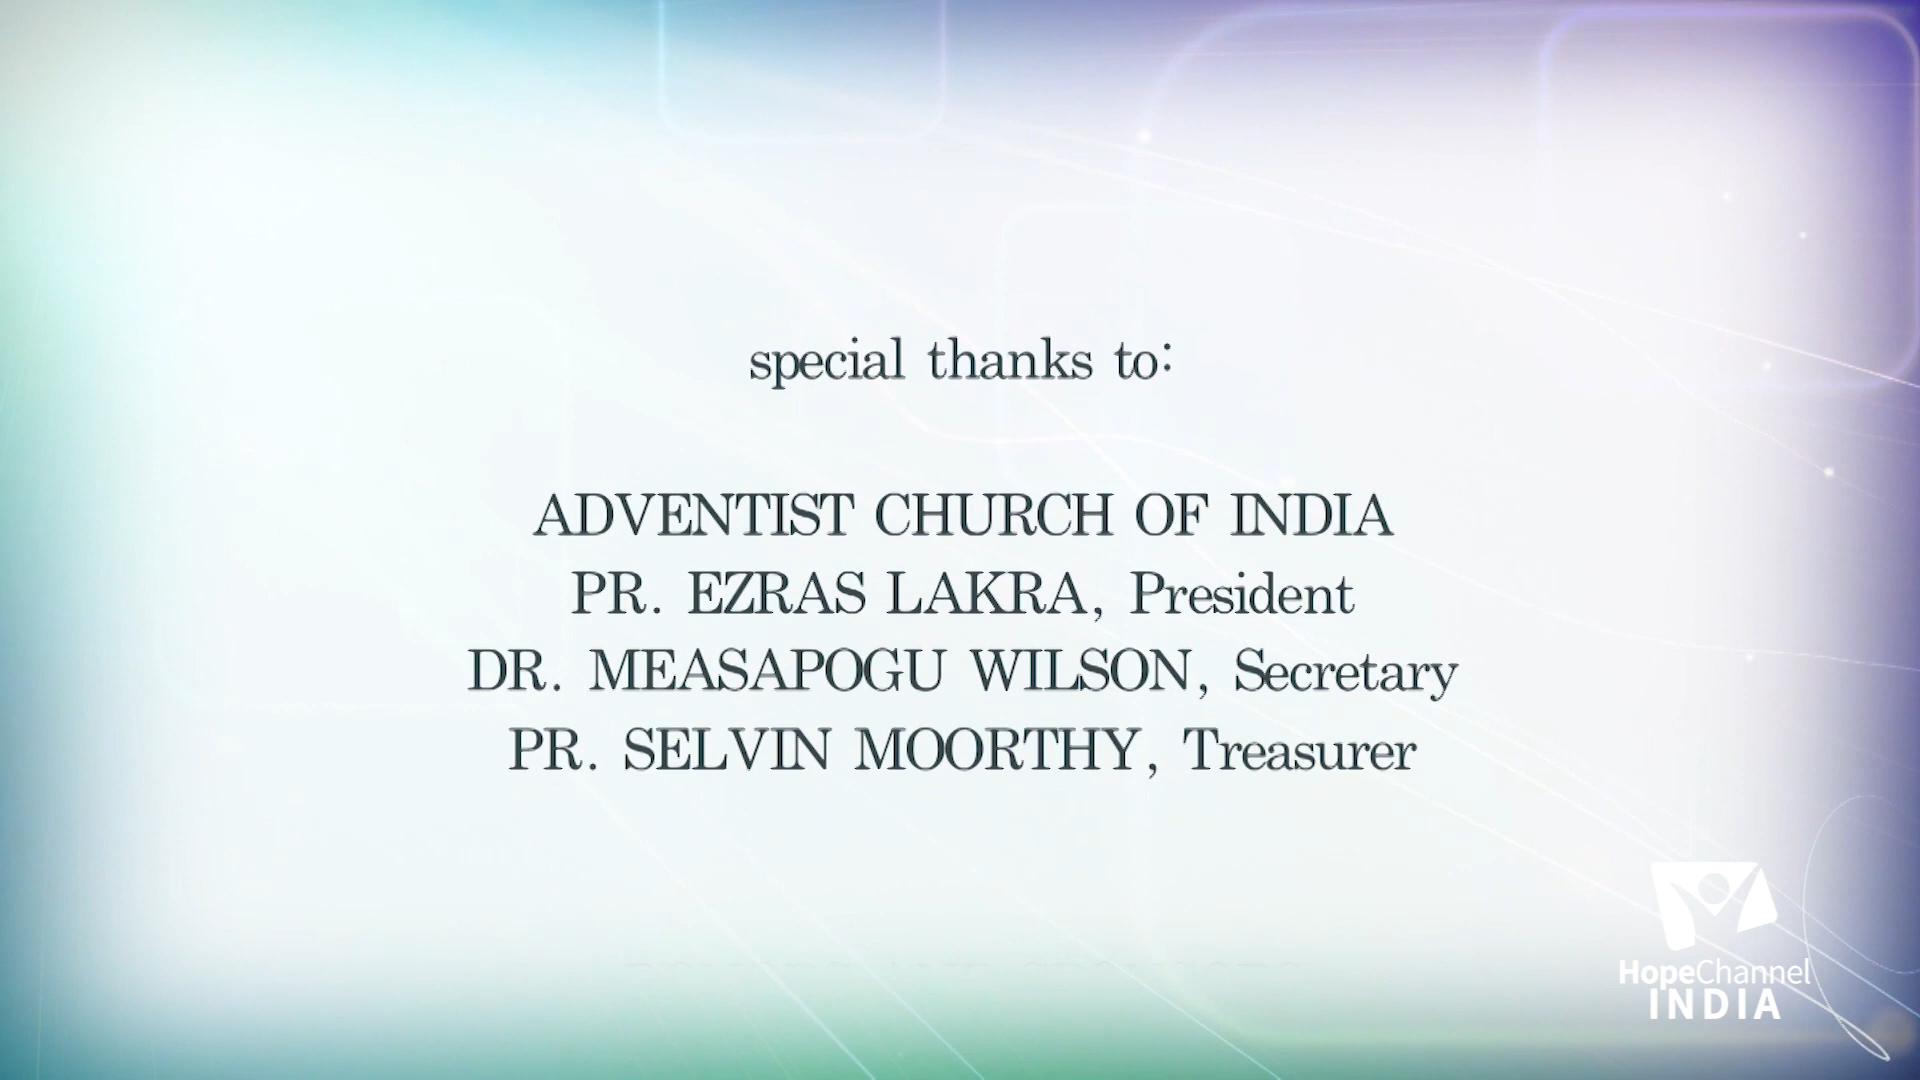 special thanks to:
ADVENTIST CHURCH OF INDIA
PR. EZRAS LAKRA, President
DR. MEASAPOGU WILSON, Secretary
PR. SELVIN MOORTHY, Treasurer
HopeChannel
INDIA